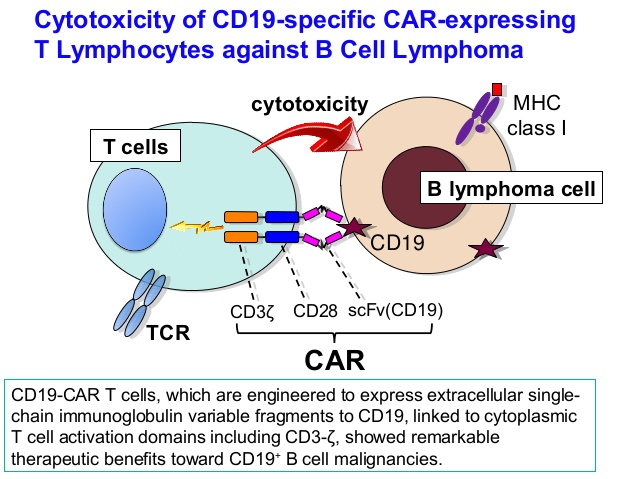 Cytotoxicity of CD19-specific CAR-expressing
T Lymphocytes against B Cell Lymphoma
cytotoxicity
MHC
class I
T cells
B lymphoma cell
CD19
CD3ζ
CD28
scFv(CD19)
TCR
CAR
CD19-CAR T cells, which are engineered to express extracellular single-
chain immunoglobulin variable fragments to CD19, linked to cytoplasmic
T cell activation domains including CD3-ζ, showed remarkable
therapeutic benefits toward CD19⁺ B cell malignancies.